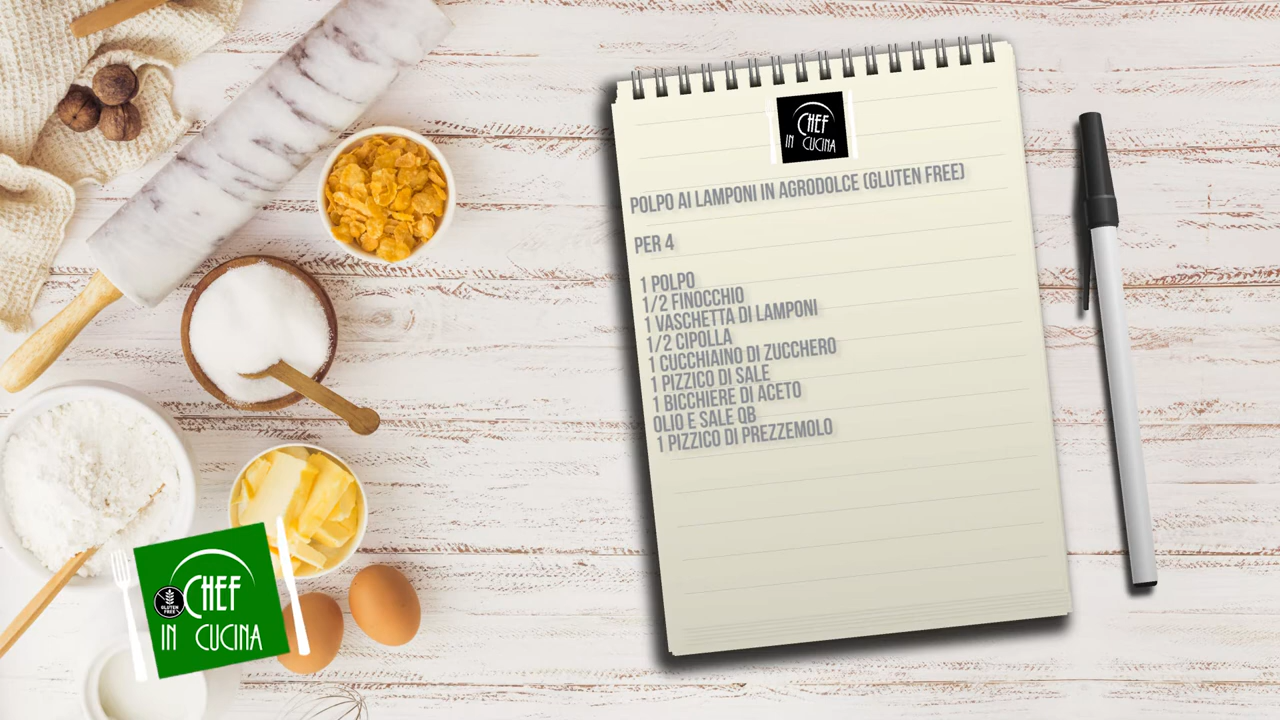 CHEF
IN CUCINA
POLPO AI LAMPONI IN AGRODOLCE (GLUTEN FREE)
PER 4
1 POLPO
1/2 FINOCCHIO
1 VASCHETTA DI LAMPONI
1/2 CIPOLLA
1 CUCCHIAINO DI ZUCCHERO
1 PIZZICO DI SALE
1 BICCHIERE DI ACETO
OLIO E SALE QB
1 PIZZICO DI PREZZEMOLO
GLUTEN
FREE
CHEF
IN CUCINA